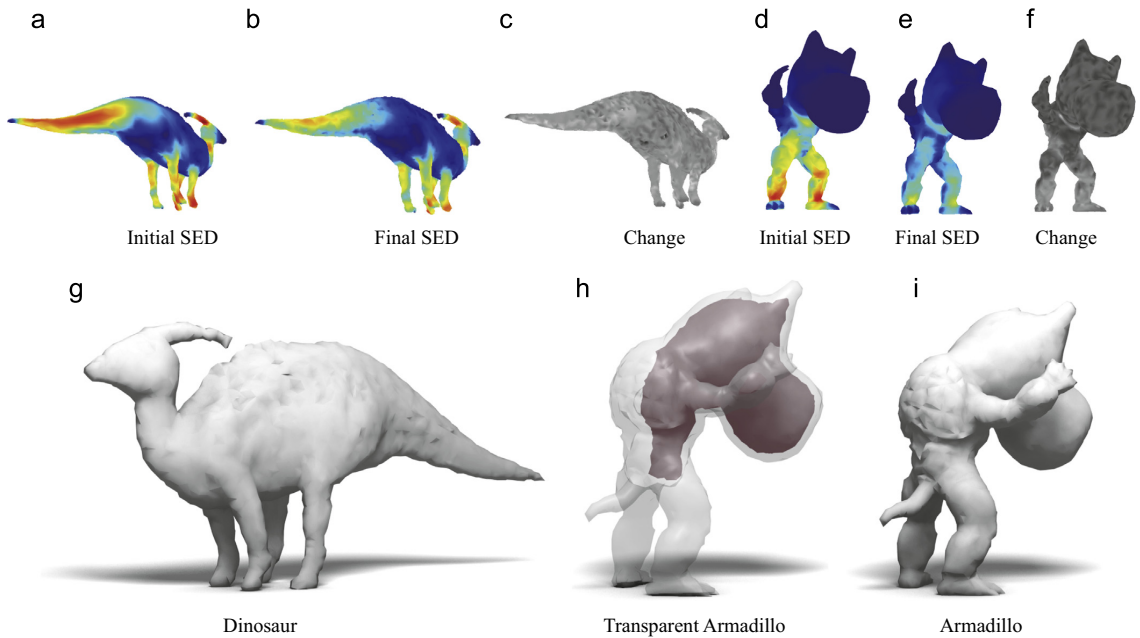 a b c d e f
Initial SED Final SED Change Initial SED Final SED Change
g h i
Dinosaur Transparent Armadillo Armadillo